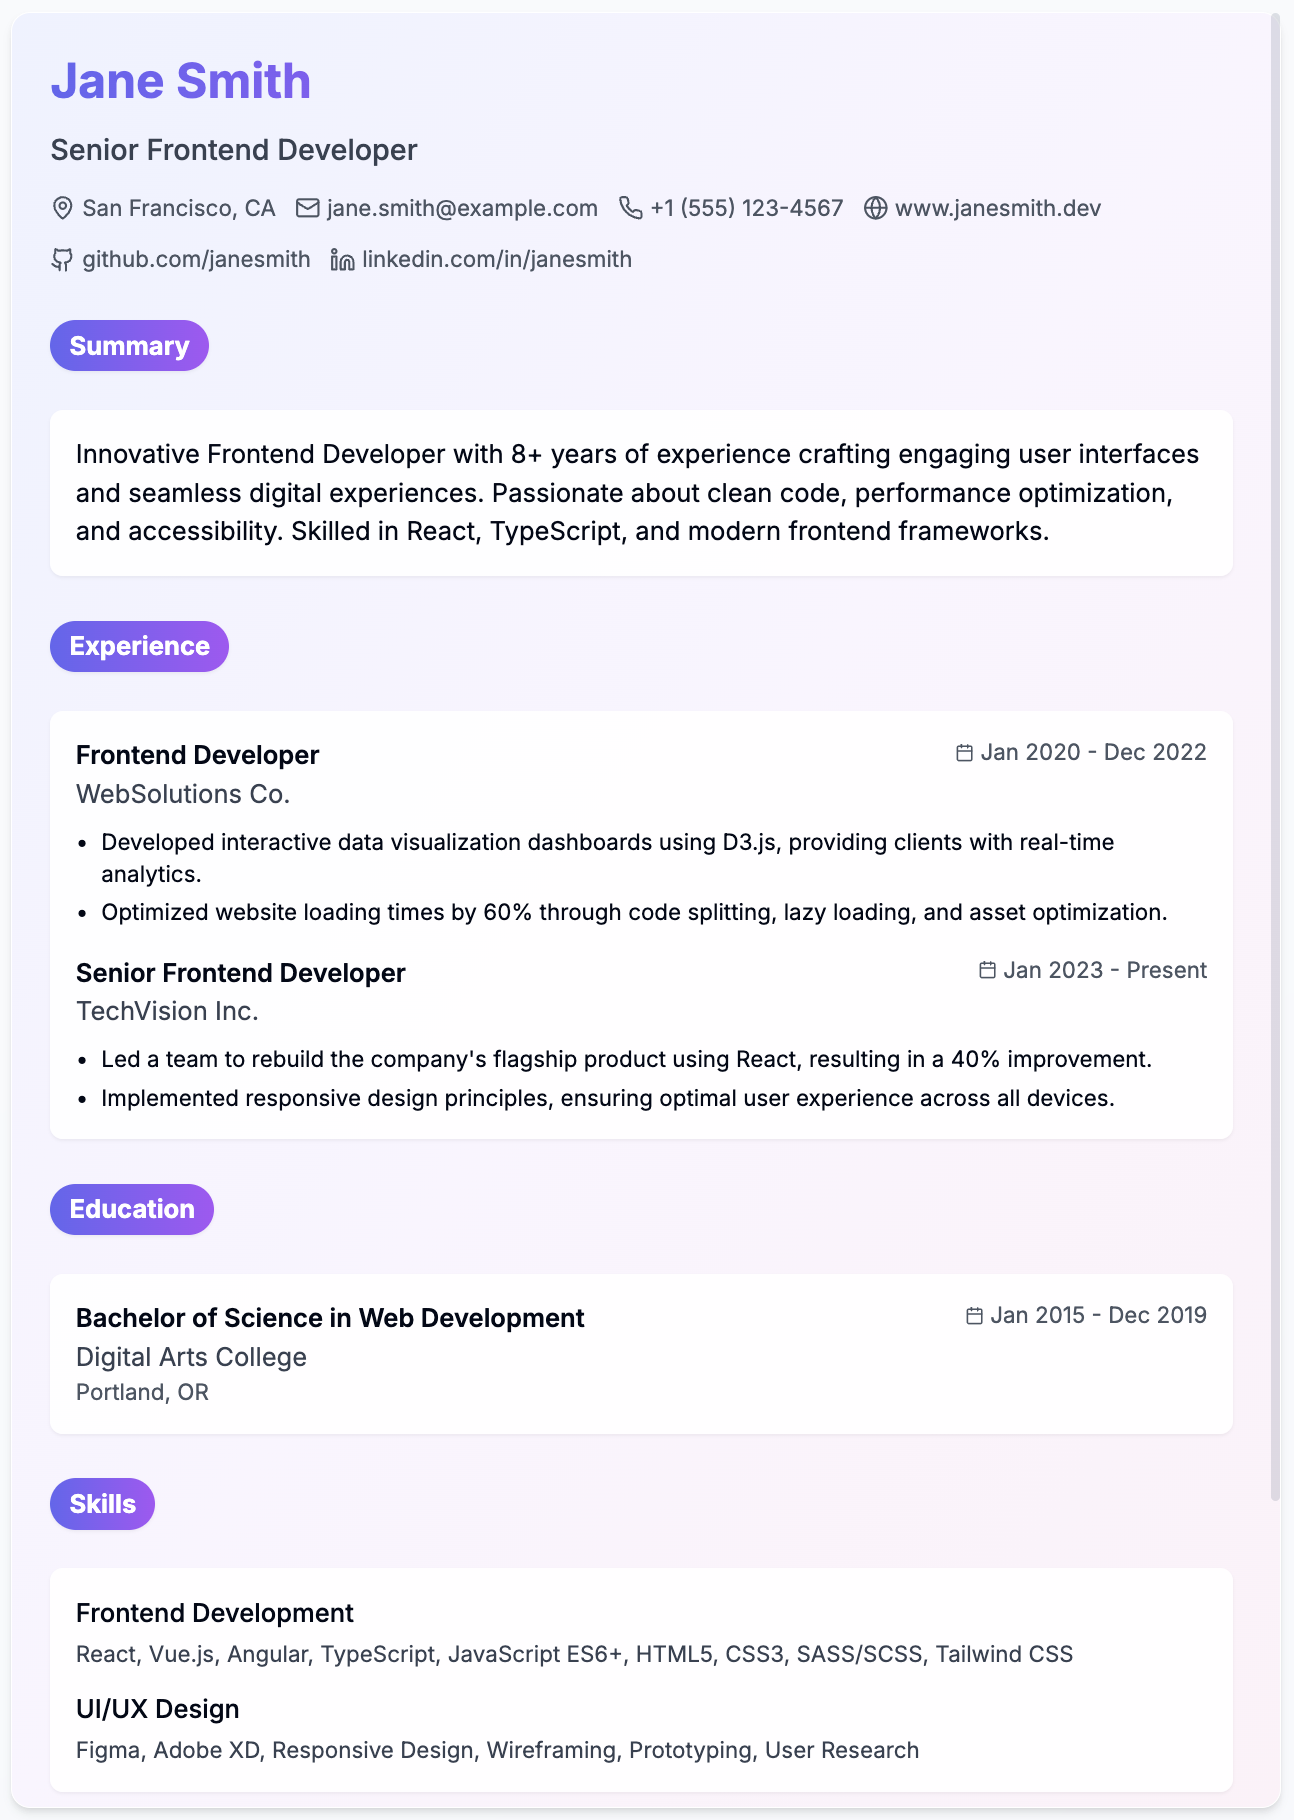 Jane Smith
Senior Frontend Developer
San Francisco, CA jane.smith@example.com +1 (555) 123-4567 www.janesmith.dev
github.com/janesmith linkedin.com/in/janesmith
Summary
Innovative Frontend Developer with 8+ years of experience crafting engaging user interfaces
and seamless digital experiences. Passionate about clean code, performance optimization,
and accessibility. Skilled in React, TypeScript, and modern frontend frameworks.
Experience
Frontend Developer Jan 2020 - Dec 2022
WebSolutions Co.
• Developed interactive data visualization dashboards using D3.js, providing clients with real-time
analytics.
• Optimized website loading times by 60% through code splitting, lazy loading, and asset optimization.
Senior Frontend Developer Jan 2023 - Present
TechVision Inc.
• Led a team to rebuild the company's flagship product using React, resulting in a 40% improvement.
• Implemented responsive design principles, ensuring optimal user experience across all devices.
Education
Bachelor of Science in Web Development Jan 2015 - Dec 2019
Digital Arts College
Portland, OR
Skills
Frontend Development
React, Vue.js, Angular, TypeScript, JavaScript ES6+, HTML5, CSS3, SASS/SCSS, Tailwind CSS
UI/UX Design
Figma, Adobe XD, Responsive Design, Wireframing, Prototyping, User Research